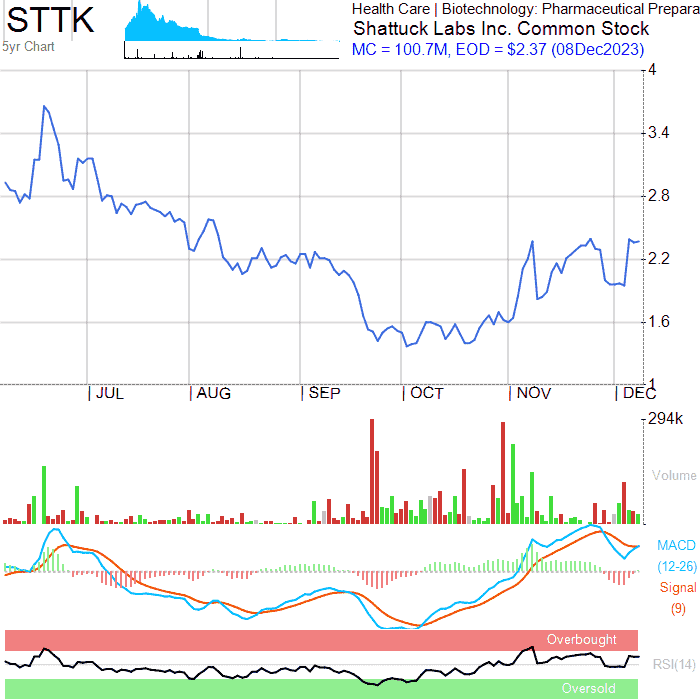 STTK
5yr Chart
Health Care | Biotechnology: Pharmaceutical Prepara
Shattuck Labs Inc. Common Stock
MC = 100.7M, EOD = $2.37 (08Dec2023)
4
3.4
2.8
2.2
1.6
1
JUL AUG SEP OCT NOV DEC
294k
Volume
MACD
(12-26)
Signal
(9)
Overbought
RSI(14)
Oversold